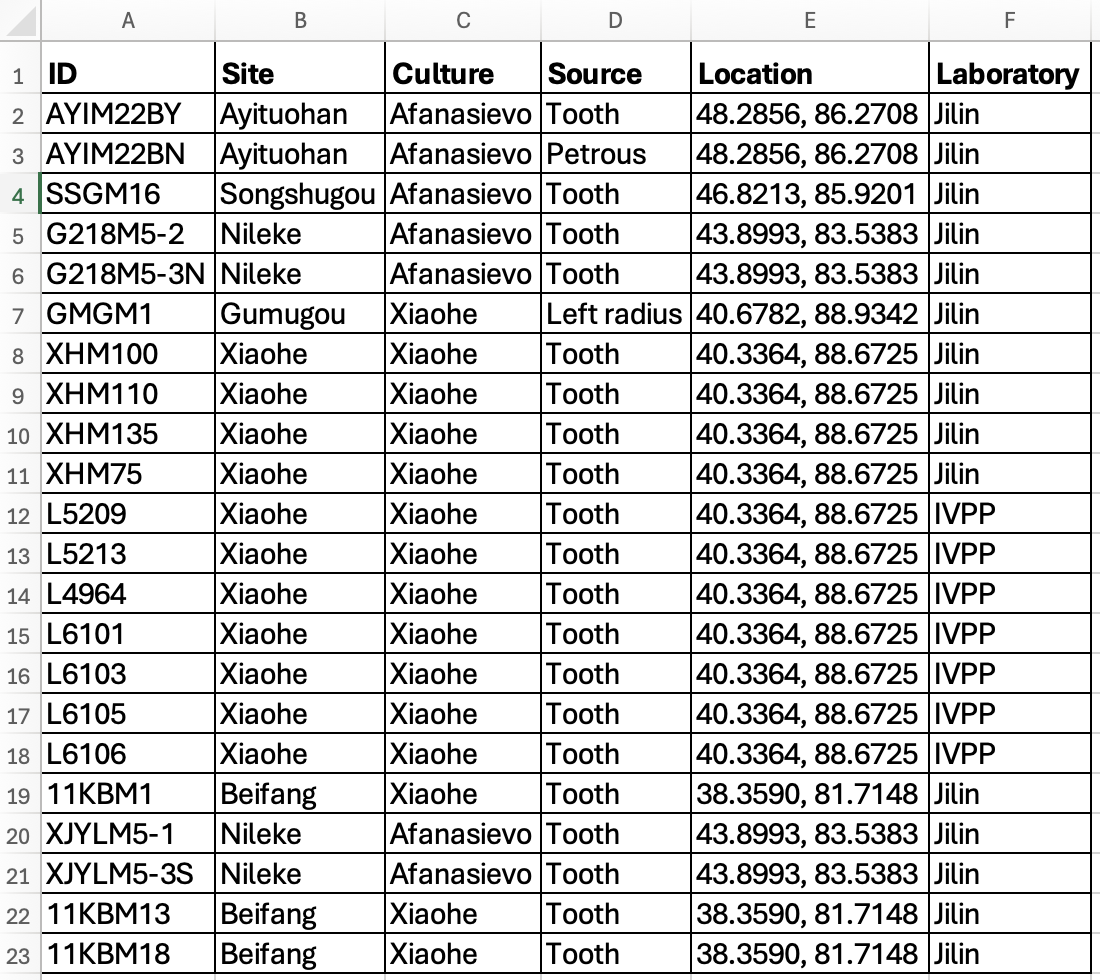 A B C D E F
1 ID Site Culture Source Location Laboratory
2 AYIM22BY Ayituohan Afanasievo Tooth 48.2856, 86.2708 Jilin
3 AYIM22BN Ayituohan Afanasievo Petrous 48.2856, 86.2708 Jilin
4 SSGM16 Songshugou Afanasievo Tooth 46.8213, 85.9201 Jilin
5 G218M5-2 Nileke Afanasievo Tooth 43.8993, 83.5383 Jilin
6 G218M5-3N Nileke Afanasievo Tooth 43.8993, 83.5383 Jilin
7 GMGM1 Gumugou Xiaohe Left radius 40.6782, 88.9342 Jilin
8 XHM100 Xiaohe Xiaohe Tooth 40.3364, 88.6725 Jilin
9 XHM110 Xiaohe Xiaohe Tooth 40.3364, 88.6725 Jilin
10 XHM135 Xiaohe Xiaohe Tooth 40.3364, 88.6725 Jilin
11 XHM75 Xiaohe Xiaohe Tooth 40.3364, 88.6725 Jilin
12 L5209 Xiaohe Xiaohe Tooth 40.3364, 88.6725 IVPP
13 L5213 Xiaohe Xiaohe Tooth 40.3364, 88.6725 IVPP
14 L4964 Xiaohe Xiaohe Tooth 40.3364, 88.6725 IVPP
15 L6101 Xiaohe Xiaohe Tooth 40.3364, 88.6725 IVPP
16 L6103 Xiaohe Xiaohe Tooth 40.3364, 88.6725 IVPP
17 L6105 Xiaohe Xiaohe Tooth 40.3364, 88.6725 IVPP
18 L6106 Xiaohe Xiaohe Tooth 40.3364, 88.6725 IVPP
19 11KBM1 Beifang Xiaohe Tooth 38.3590, 81.7148 Jilin
20 XJYLM5-1 Nileke Afanasievo Tooth 43.8993, 83.5383 Jilin
21 XJYLM5-3S Nileke Afanasievo Tooth 43.8993, 83.5383 Jilin
22 11KBM13 Beifang Xiaohe Tooth 38.3590, 81.7148 Jilin
23 11KBM18 Beifang Xiaohe Tooth 38.3590, 81.7148 Jilin